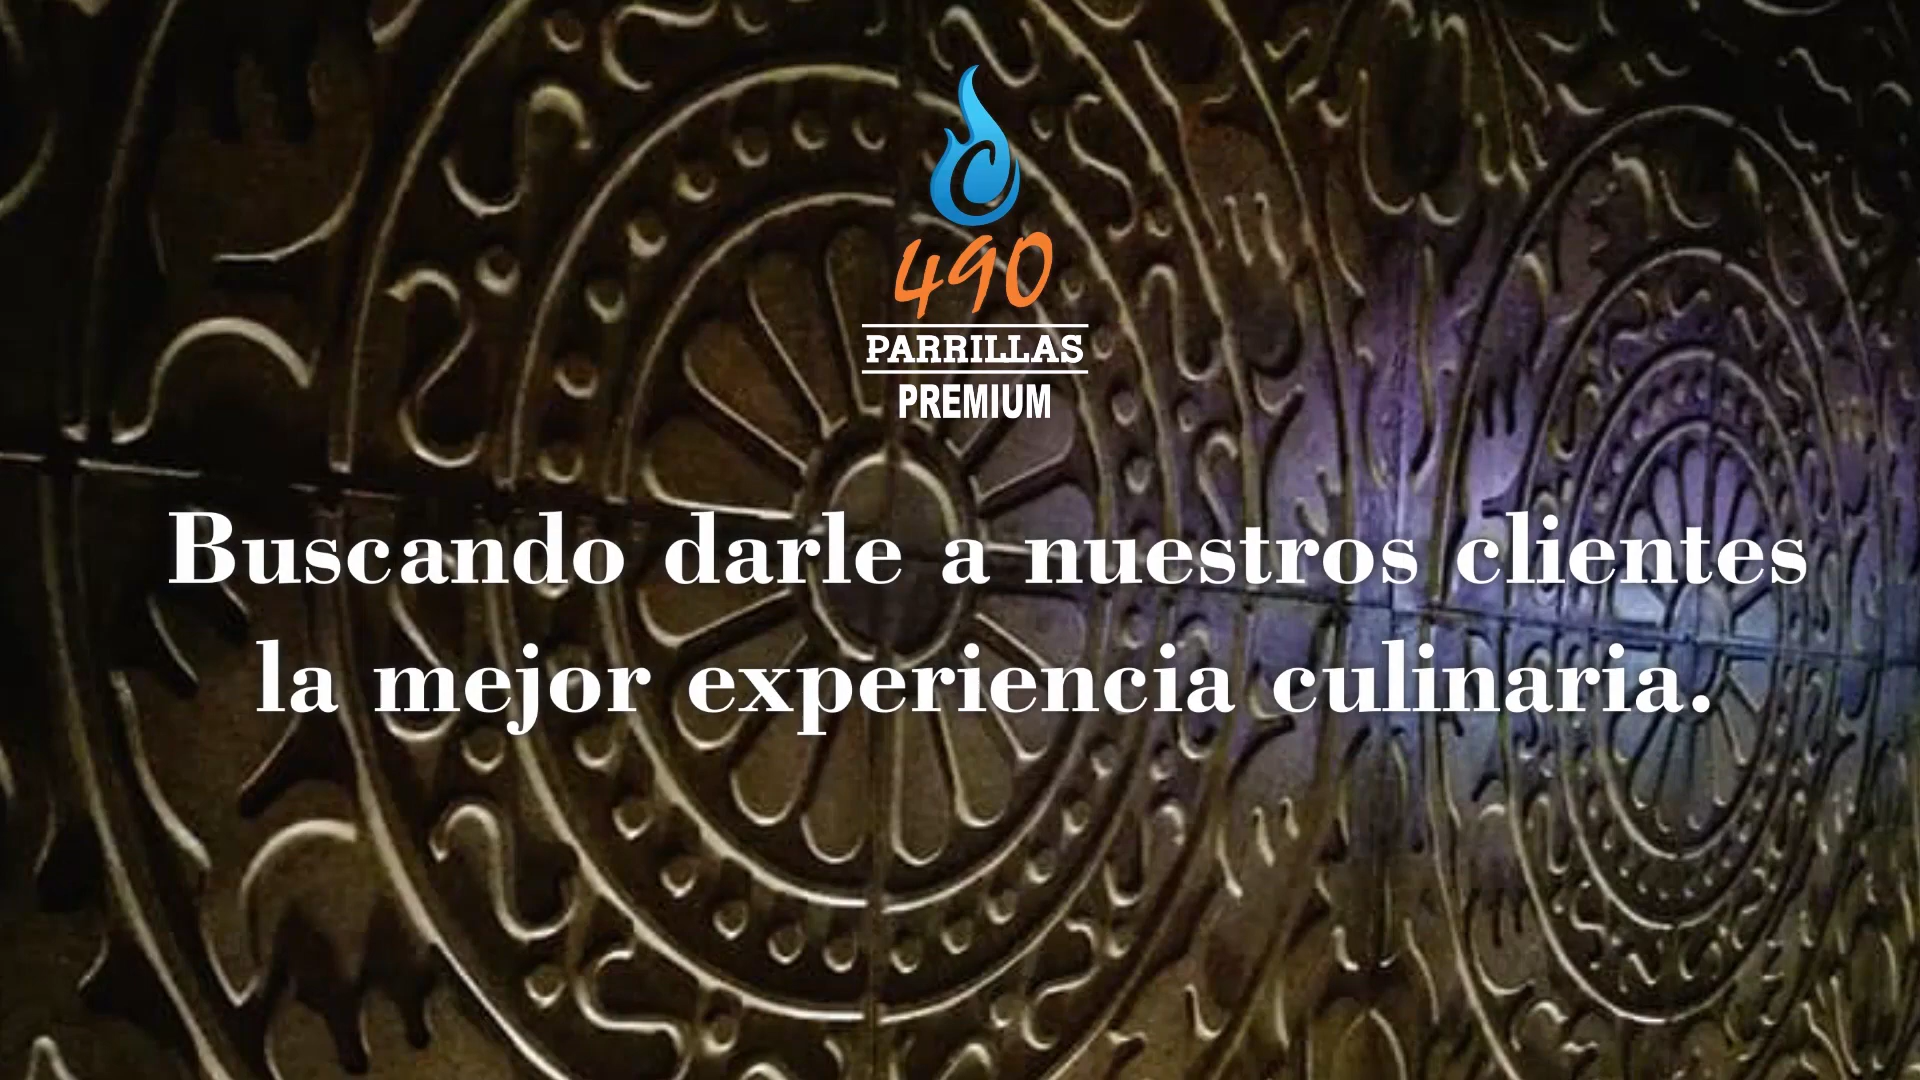 490
PARRILLAS
PREMIUM
Buscando darle a nuestros clientes
la mejor experiencia culinaria.